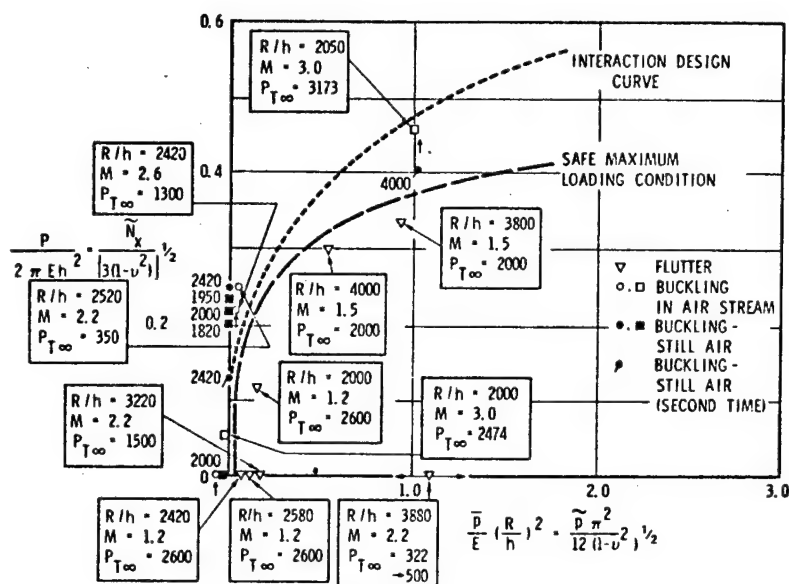 0.6
R/h = 2050
M = 3.0
P_T∞ = 3173
INTERACTION DESIGN
CURVE
R/h = 2420
M = 2.6
P_T∞ = 1300
0.4
4000
SAFE MAXIMUM
LOADING CONDITION
R/h = 3800
M = 1.5
P_T∞ = 2000
P / 2 π Eh² = Ñ_x / [3(1-υ²)]^1/2
R/h = 2520
M = 2.2
P_T∞ = 350
0.2
2420
1950
2000
1820
2420
R/h = 4000
M = 1.5
P_T∞ = 2000
▽ FLUTTER
○.□ BUCKLING
IN AIR STREAM
●.■ BUCKLING -
STILL AIR
BUCKLING -
STILL AIR
(SECOND TIME)
R/h = 3220
M = 2.2
P_T∞ = 1500
R/h = 2000
M = 1.2
P_T∞ = 2600
R/h = 2000
M = 3.0
P_T∞ = 2474
2000
0
1.0
2.0
3.0
R/h = 2420
M = 1.2
P_T∞ = 2600
R/h = 2580
M = 1.2
P_T∞ = 2600
R/h = 3880
M = 2.2
P_T∞ = 322
→500
p̄/E (R/h)² = p̃ π² / 12 (1-υ²)^1/2